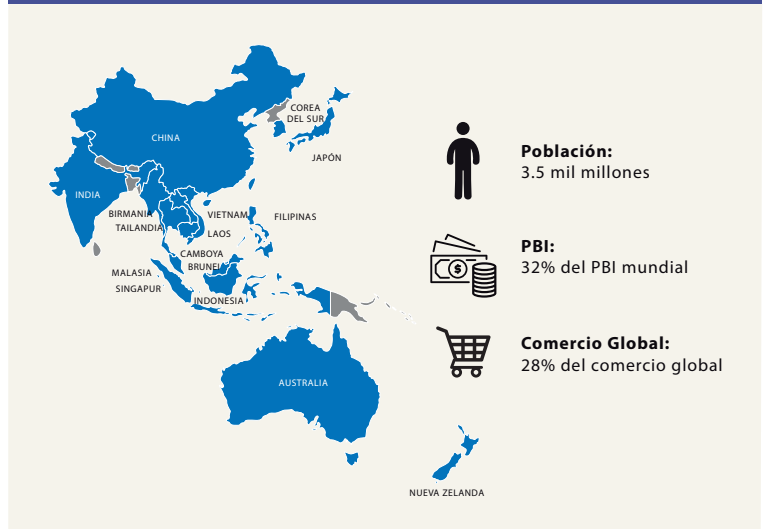 COREA
DEL SUR
CHINA
JAPÓN
INDIA
BIRMANIA
VIETNAM
FILIPINAS
TAILANDIA
LAOS
CAMBOYA
BRUNEI
MALASIA
SINGAPUR
INDONESIA
AUSTRALIA
NUEVA ZELANDA
Población:
3.5 mil millones
PBI:
$
32% del PBI mundial
Comercio Global:
28% del comercio global